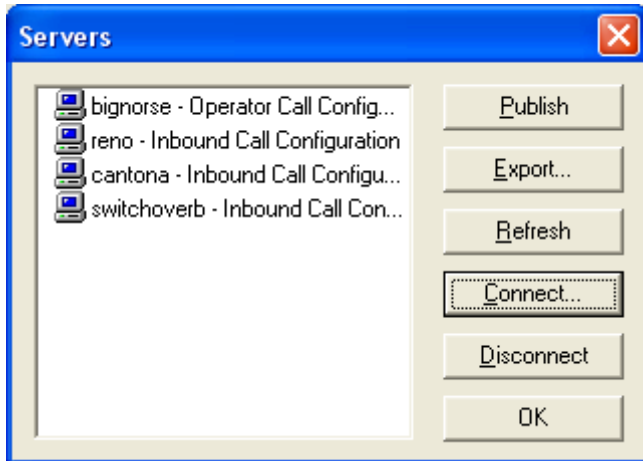 Servers
bignorse - Operator Call Config...
reno - Inbound Call Configuration
cantona - Inbound Call Configu...
switchoverb - Inbound Call Con...
Publish
Export...
Refresh
Connect...
Disconnect
OK